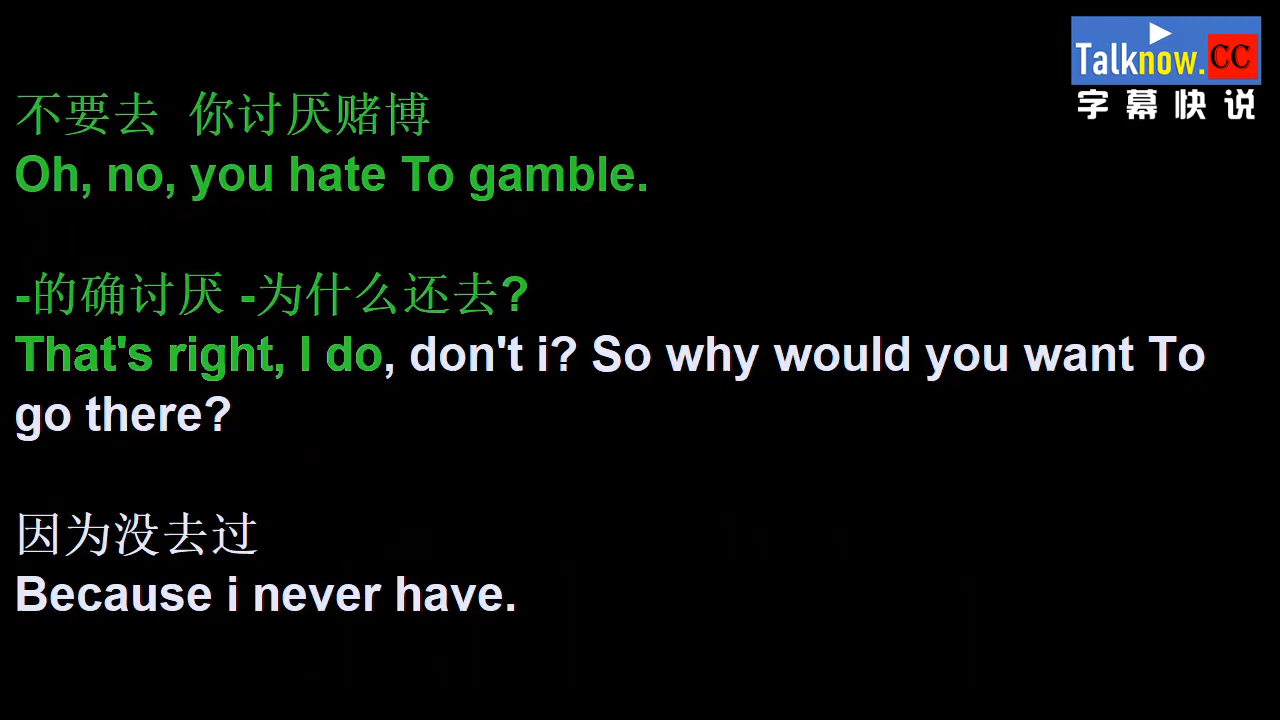 Talknow.CC
字幕快说
不要去 你讨厌赌博
Oh, no, you hate To gamble.
-的确讨厌 -为什么还去?
That's right, I do, don't i? So why would you want To
go there?
因为没去过
Because i never have.